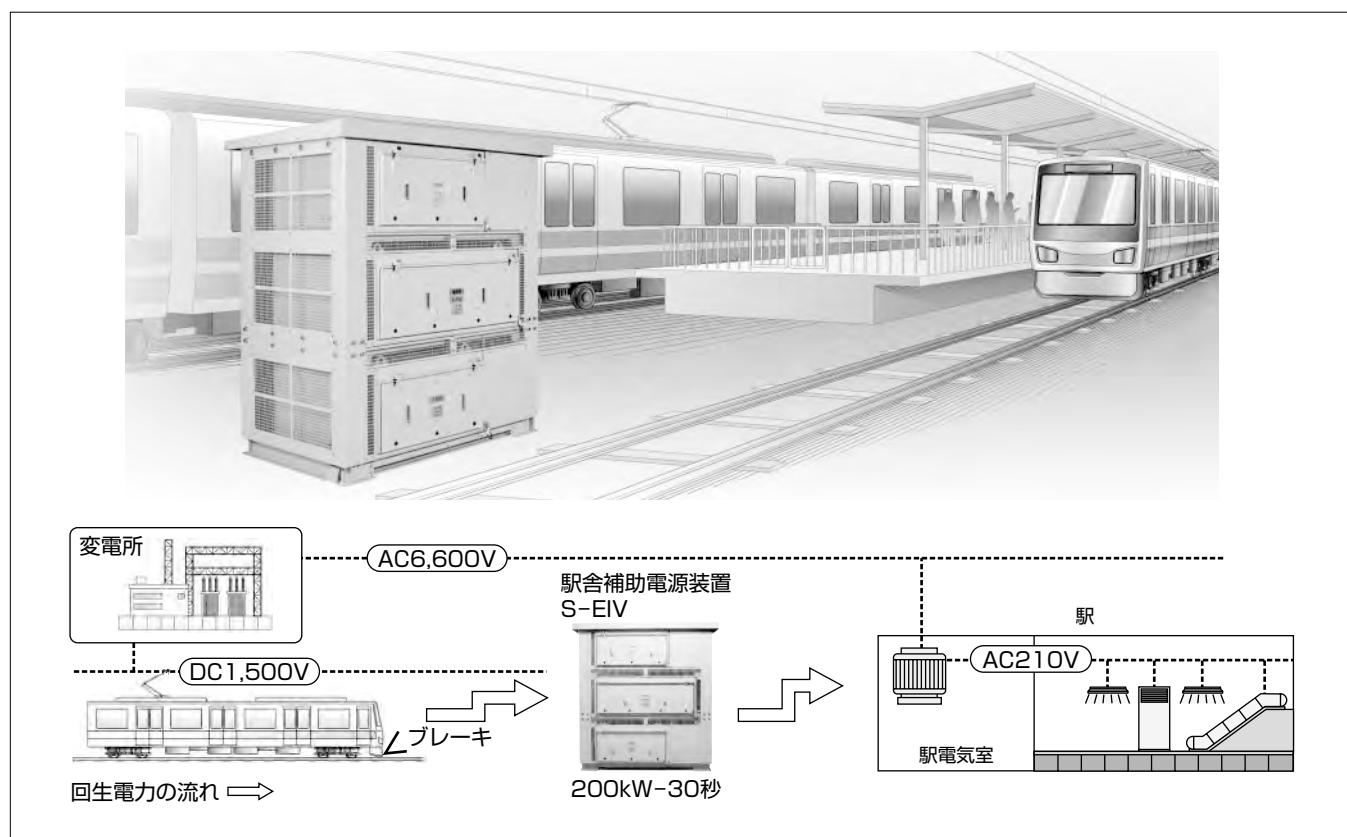 変電所
AC6,600V
駅舎補助電源装置
S-EIV
駅
DC1,500V
AC210V
ブレーキ
駅電気室
回生電力の流れ
200kW-30秒